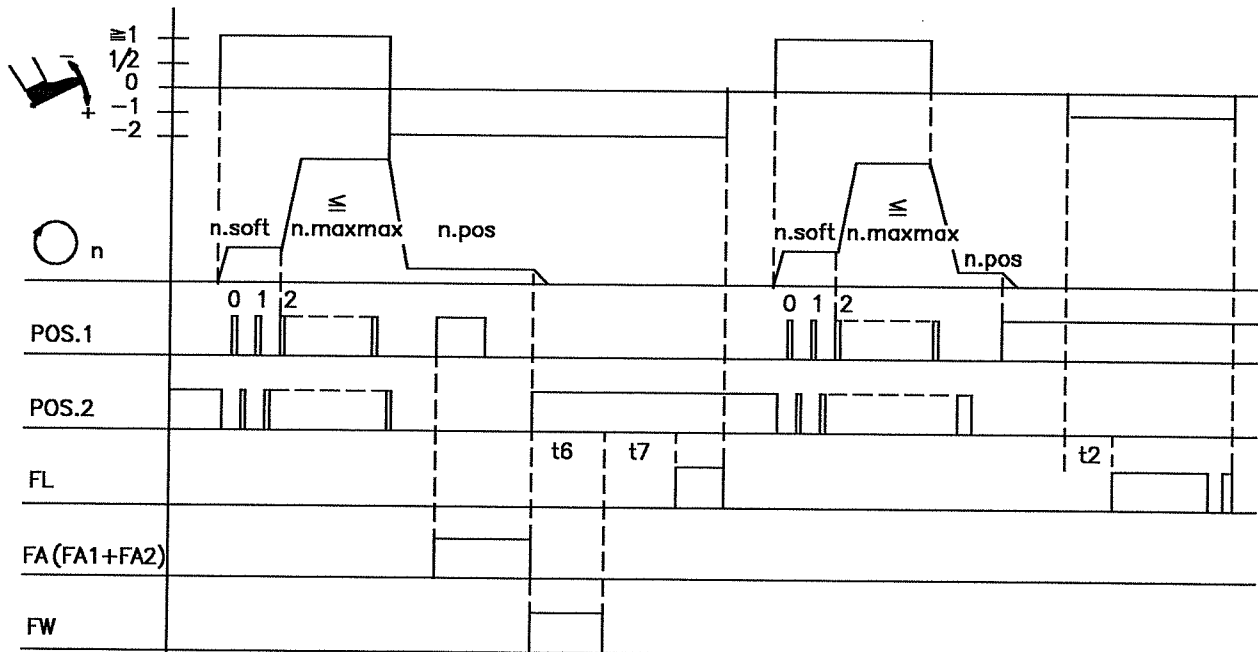 ≧1
1/2
0
−1
−2
−
+
n
n.soft
≦
n.maxmax
n.pos
n.soft
≦
n.maxmax
n.pos
0 1 2
0 1 2
POS.1
POS.2
t6 t7
t2
FL
FA(FA1+FA2)
FW